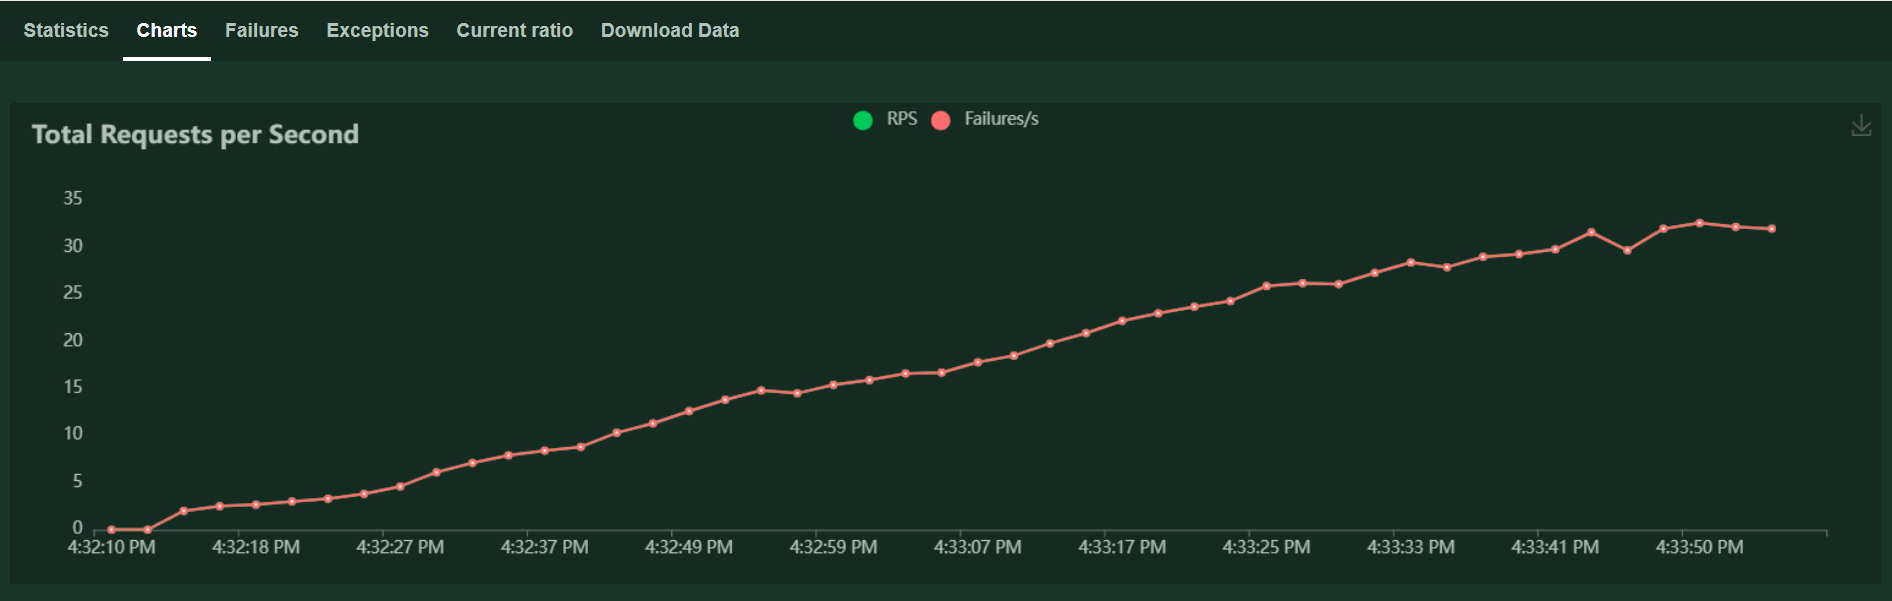 Statistics Charts Failures Exceptions Current ratio Download Data
Total Requests per Second
RPS Failures/s
35
30
25
20
15
10
5
0
4:32:10 PM 4:32:18 PM 4:32:27 PM 4:32:37 PM 4:32:49 PM 4:32:59 PM 4:33:07 PM 4:33:17 PM 4:33:25 PM 4:33:33 PM 4:33:41 PM 4:33:50 PM